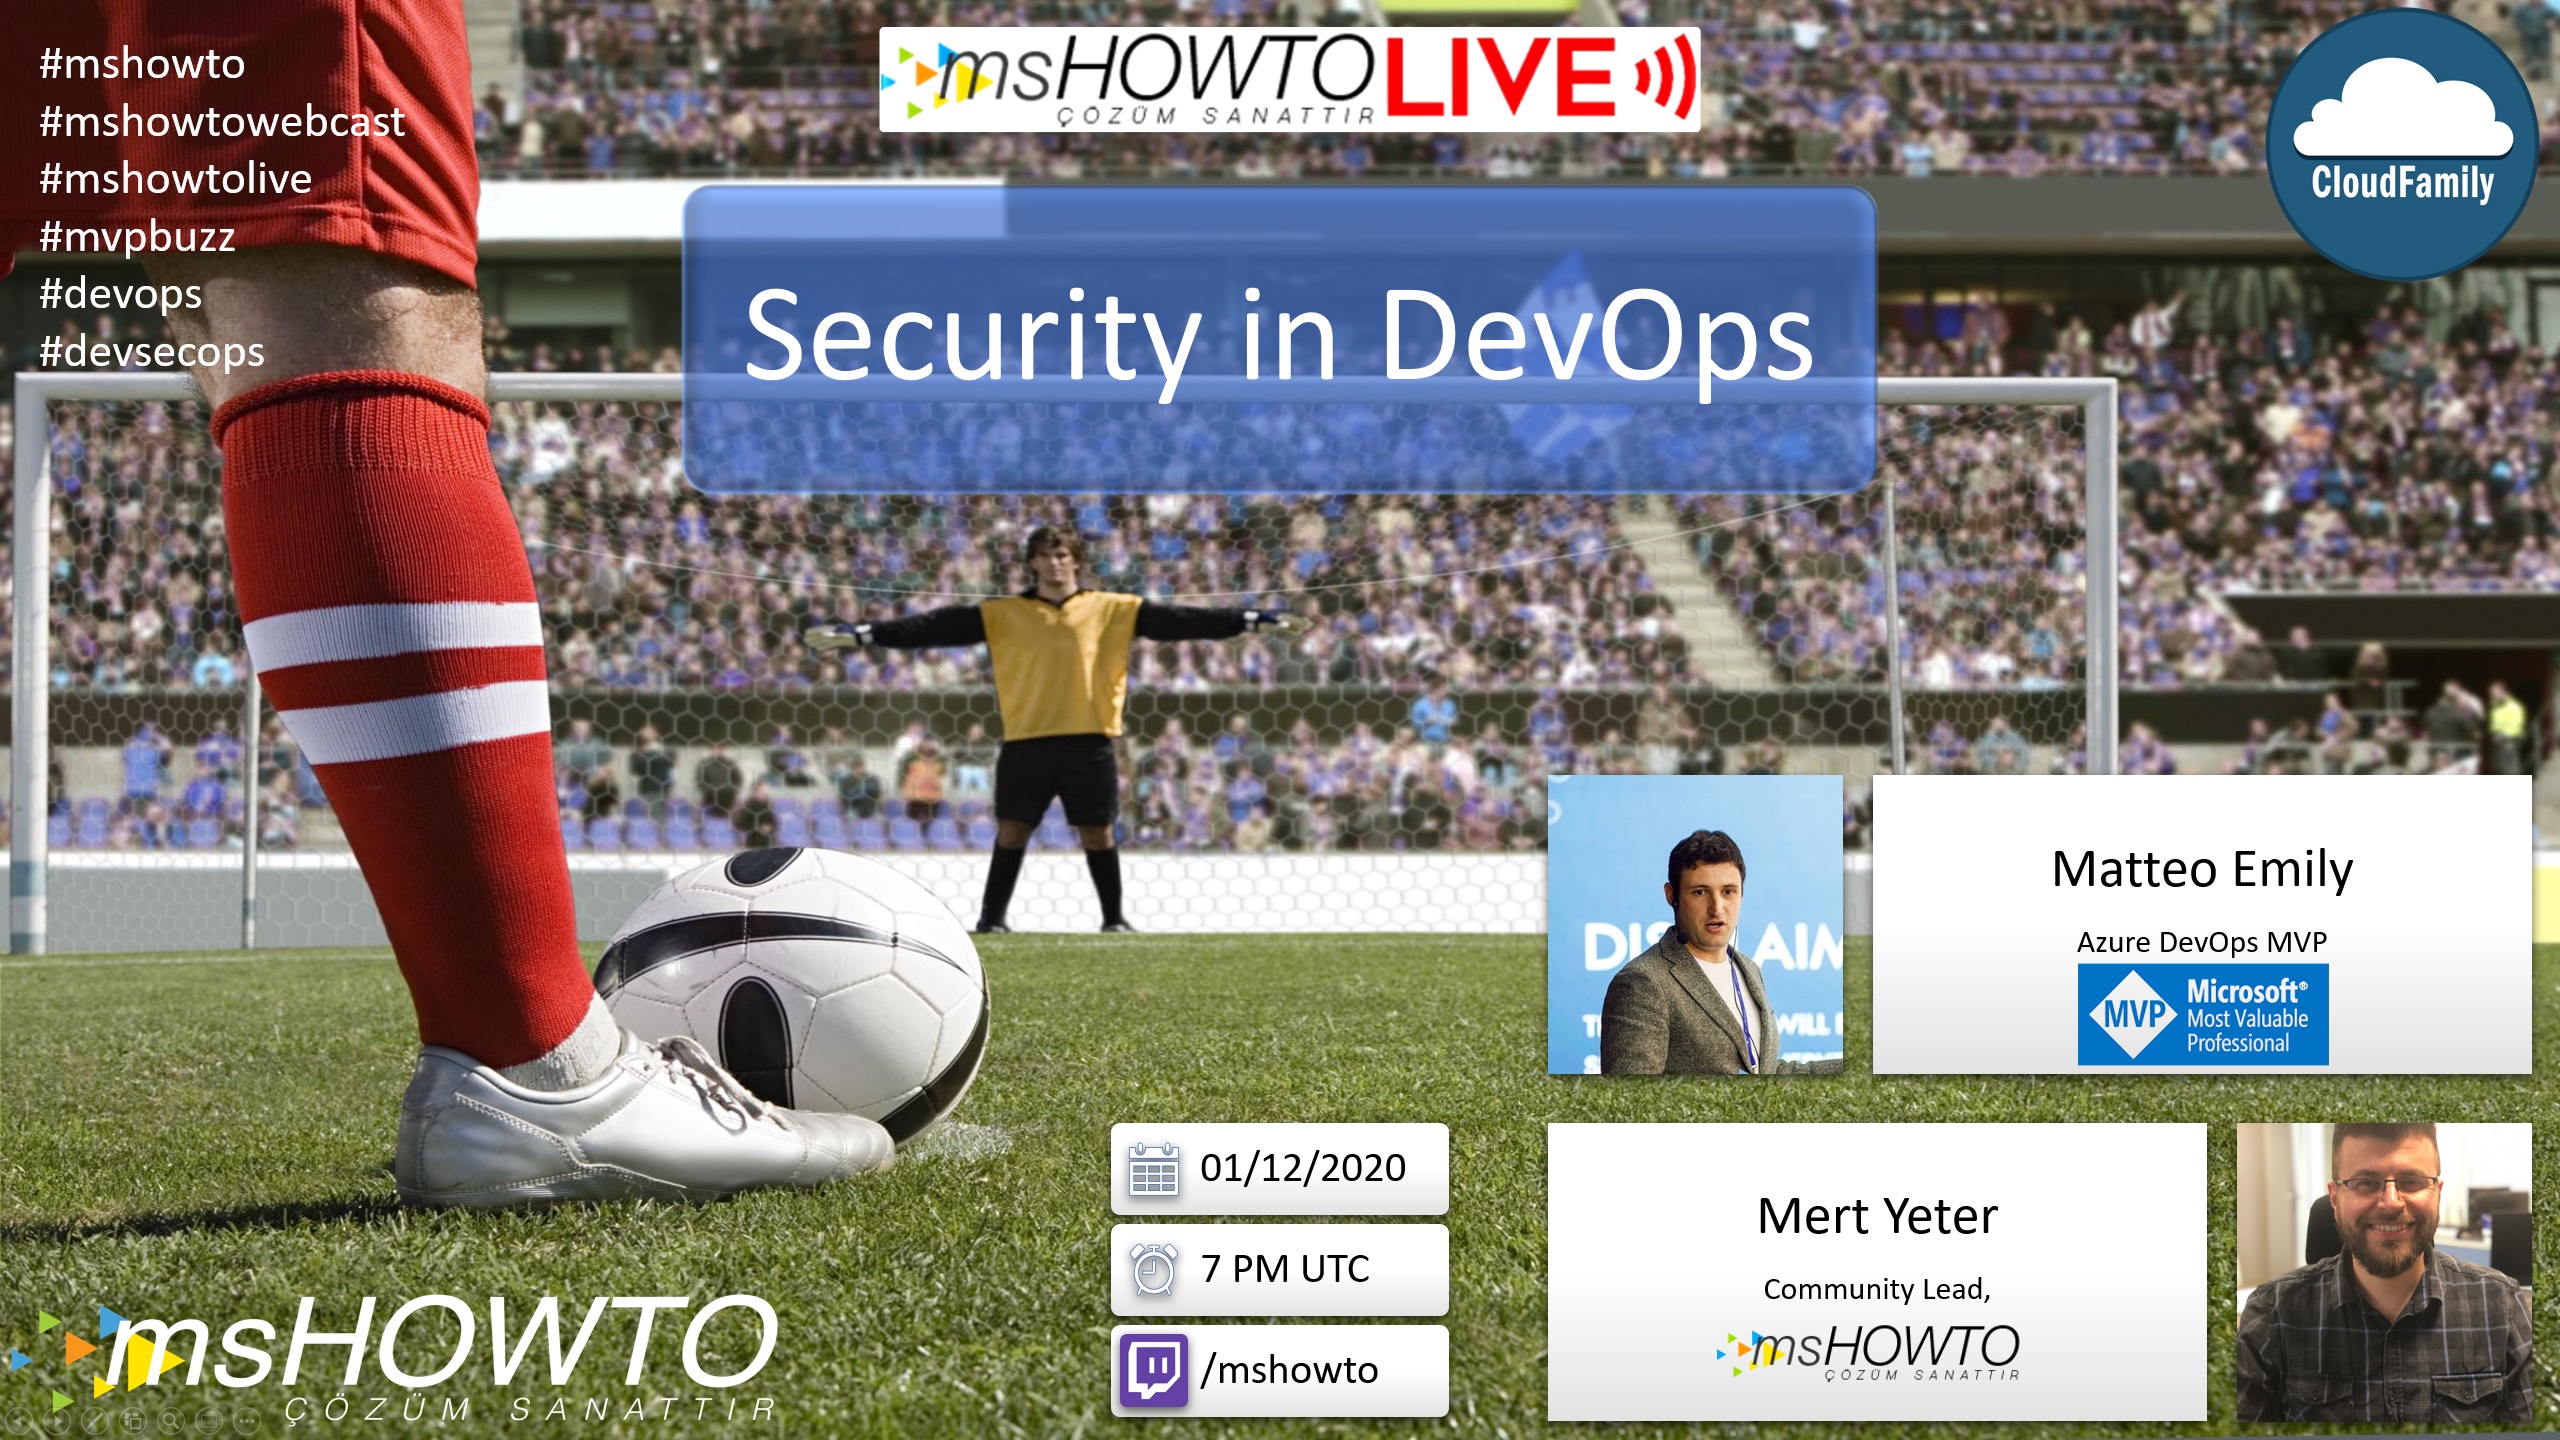 #mshowto
#mshowtowebcast
#mshowtolive
#mvpbuzz
#devops
#devsecops
msHOWTO LIVE
ÇÖZÜM SANATTIR
CloudFamily
Security in DevOps
Matteo Emily
Azure DevOps MVP
MVP
Microsoft®
Most Valuable
Professional
01/12/2020
7 PM UTC
/mshowto
Mert Yeter
Community Lead,
msHOWTO
ÇÖZÜM SANATTIR
msHOWTO
ÇÖZÜM SANATTIR